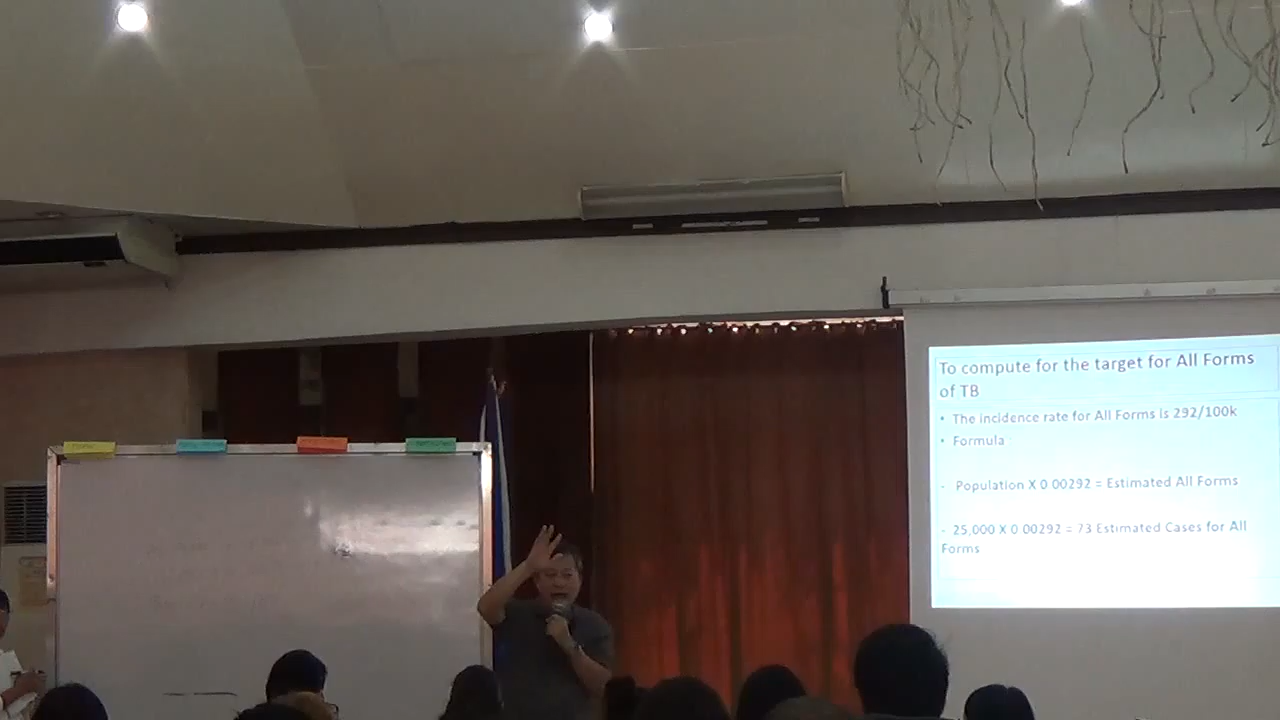 To compute for the target for All Forms
of TB
• The incidence rate for All Forms is 292/100k
• Formula :
- Population X 0.00292 = Estimated All Forms
- 25,000 X 0.00292 = 73 Estimated Cases for All
Forms